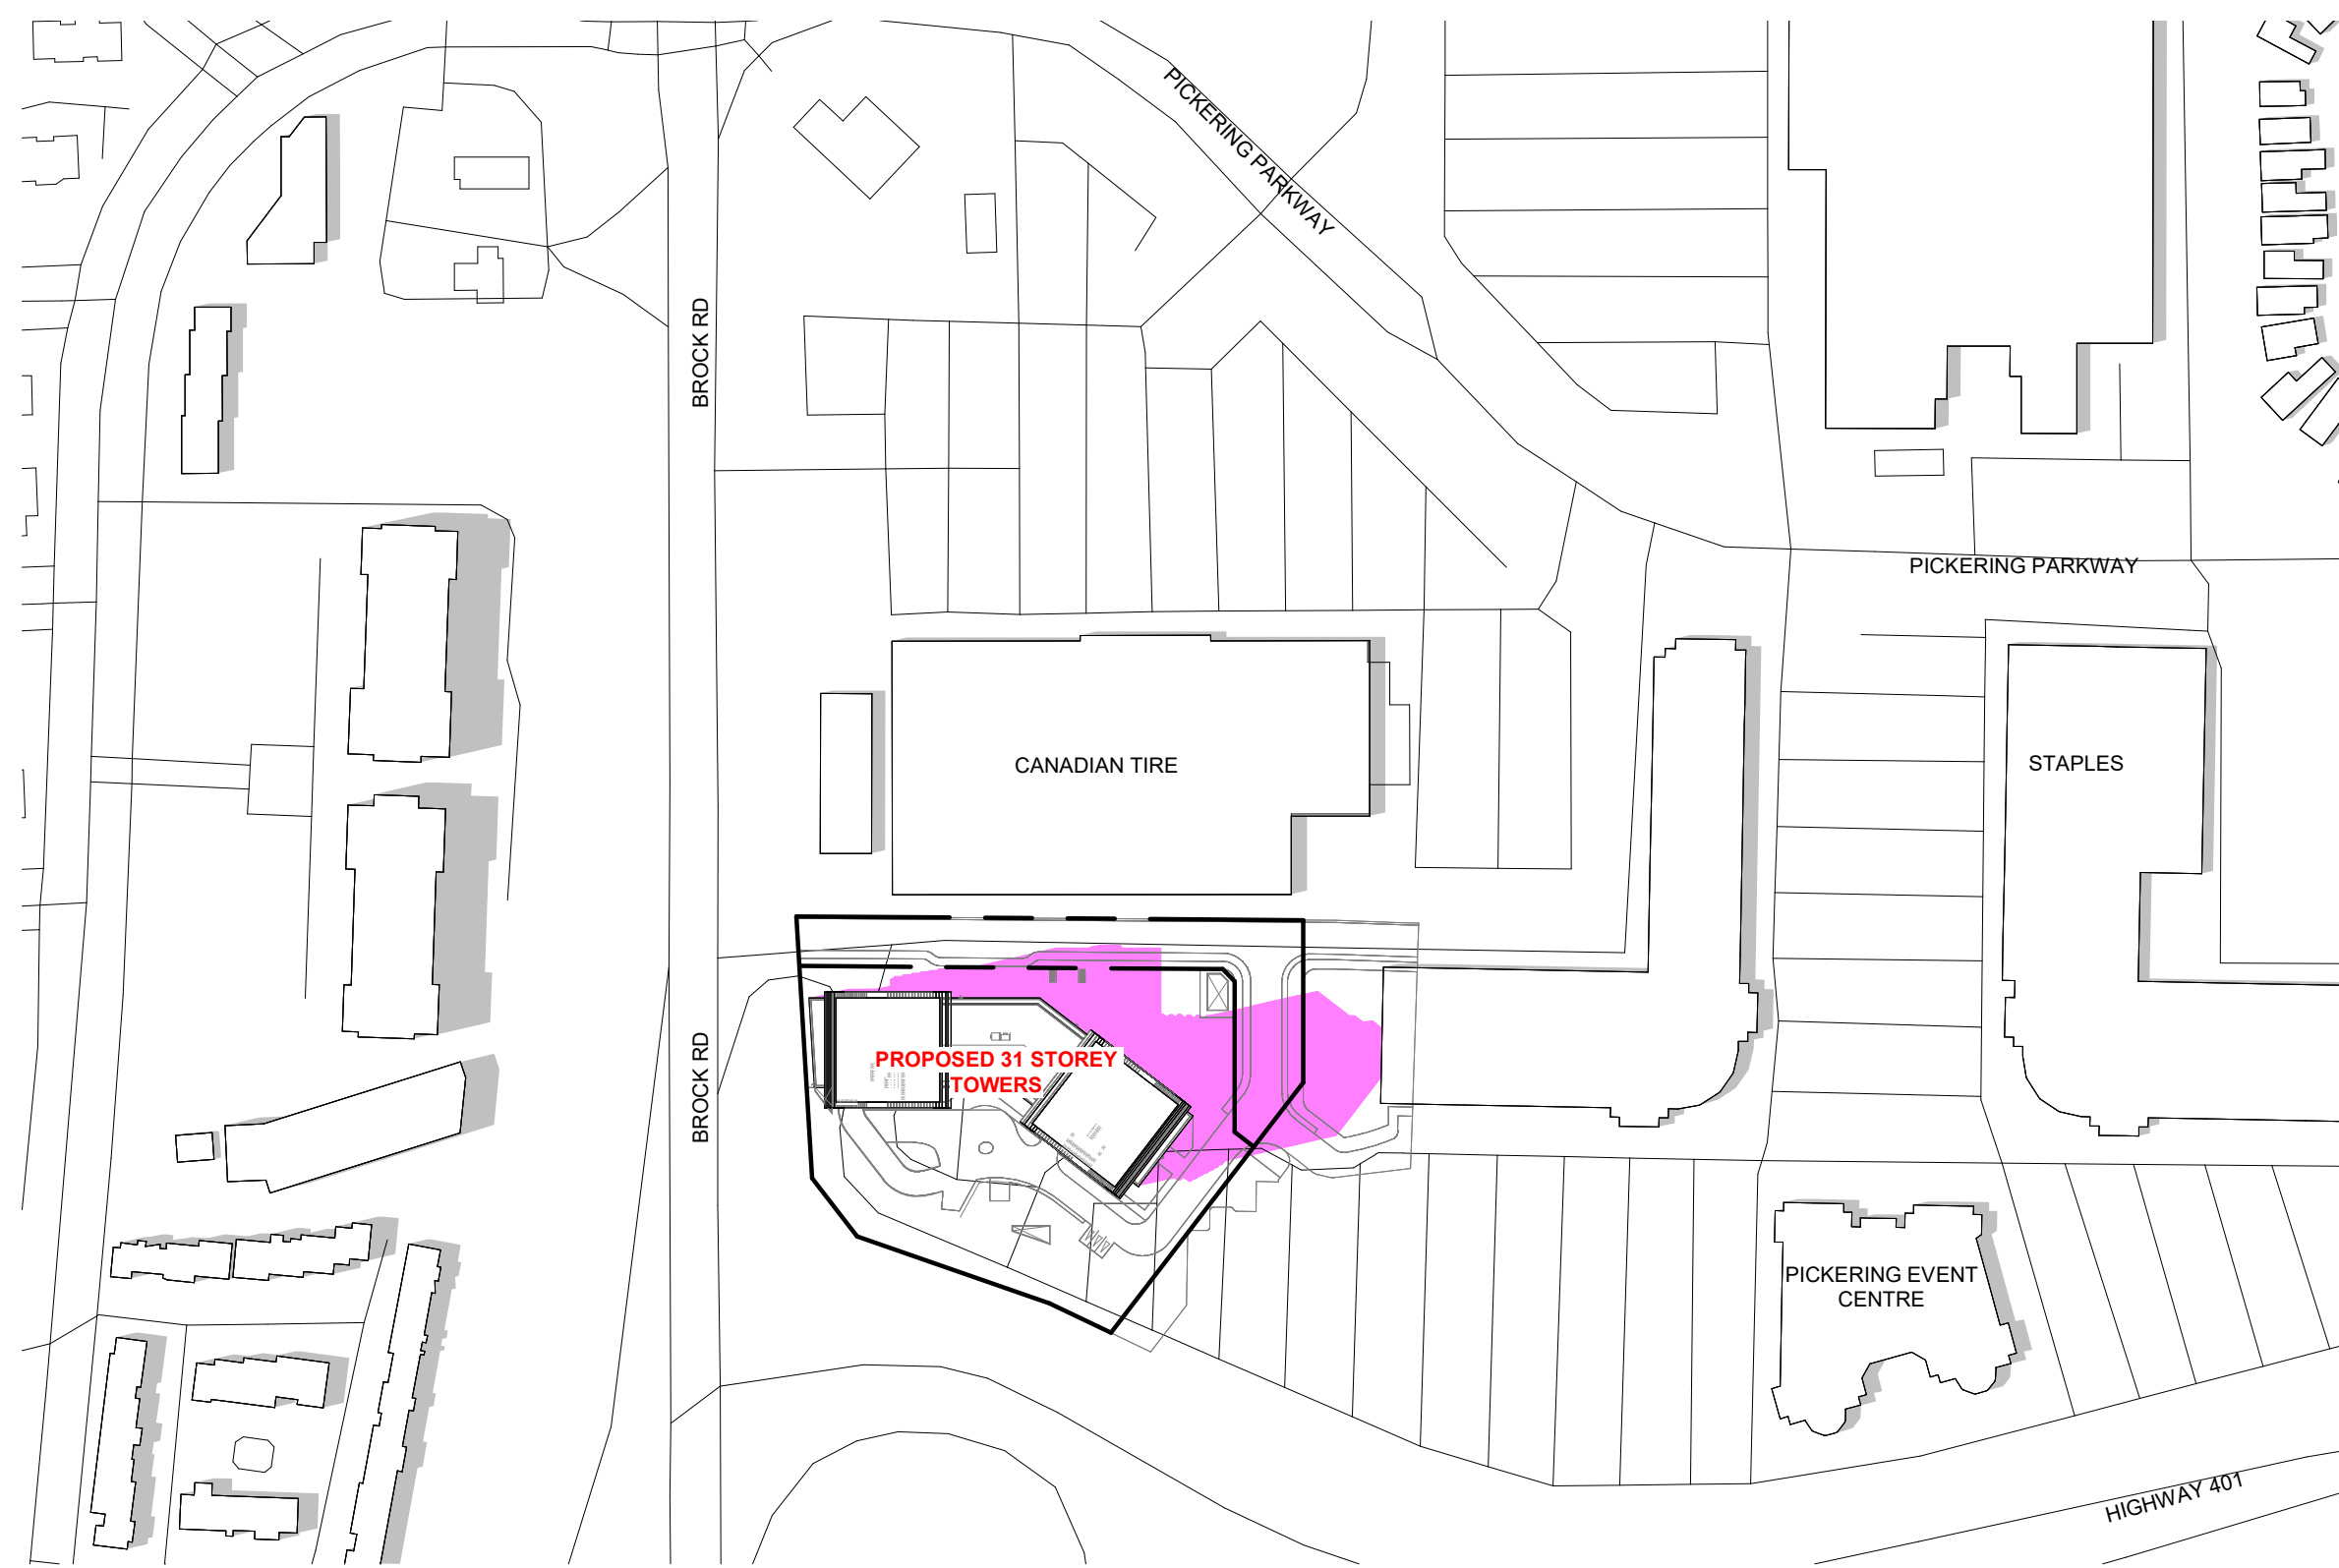 PICKERING PARKWAY
BROCK RD
PICKERING PARKWAY
CANADIAN TIRE
STAPLES
PROPOSED 31 STOREY
TOWERS
BROCK RD
PICKERING EVENT
CENTRE
HIGHWAY 401